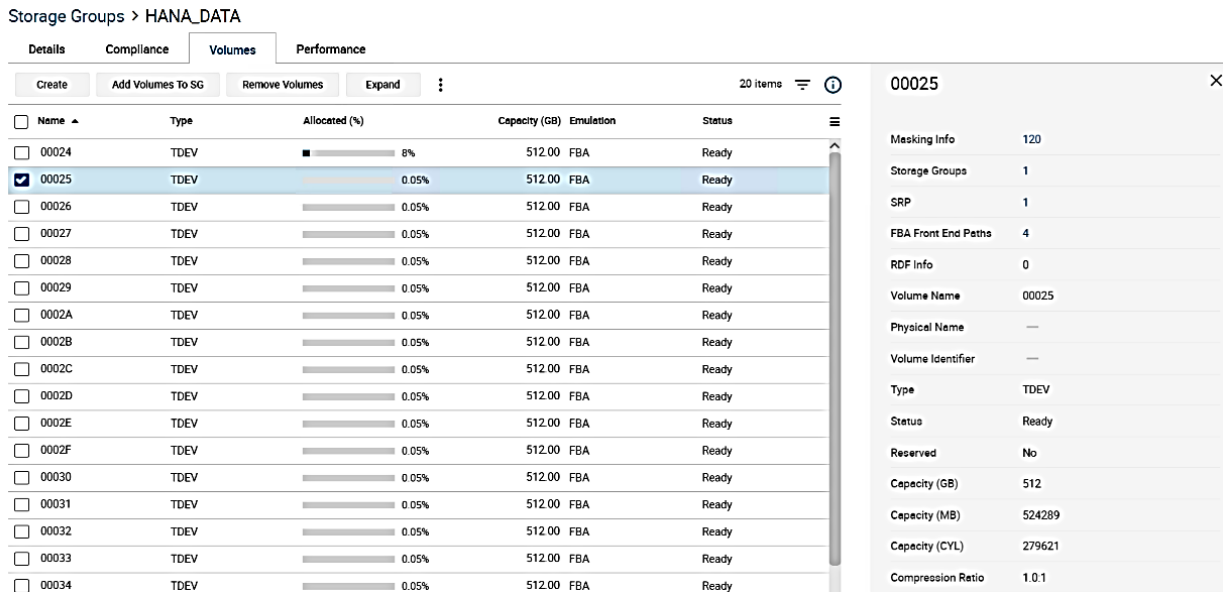 Storage Groups > HANA_DATA
Details Compliance Volumes Performance
Create Add Volumes To SG Remove Volumes Expand 20 items
Name Type Allocated (%) Capacity (GB) Emulation Status
00024 TDEV 8% 512.00 FBA Ready
00025 TDEV 0.05% 512.00 FBA Ready
00026 TDEV 0.05% 512.00 FBA Ready
00027 TDEV 0.05% 512.00 FBA Ready
00028 TDEV 0.05% 512.00 FBA Ready
00029 TDEV 0.05% 512.00 FBA Ready
0002A TDEV 0.05% 512.00 FBA Ready
0002B TDEV 0.05% 512.00 FBA Ready
0002C TDEV 0.05% 512.00 FBA Ready
0002D TDEV 0.05% 512.00 FBA Ready
0002E TDEV 0.05% 512.00 FBA Ready
0002F TDEV 0.05% 512.00 FBA Ready
00030 TDEV 0.05% 512.00 FBA Ready
00031 TDEV 0.05% 512.00 FBA Ready
00032 TDEV 0.05% 512.00 FBA Ready
00033 TDEV 0.05% 512.00 FBA Ready
00034 TDEV 0.05% 512.00 FBA Ready
00025
Masking Info 120
Storage Groups 1
SRP 1
FBA Front End Paths 4
RDF Info 0
Volume Name 00025
Physical Name —
Volume Identifier —
Type TDEV
Status Ready
Reserved No
Capacity (GB) 512
Capacity (MB) 524289
Capacity (CYL) 279621
Compression Ratio 1.0:1